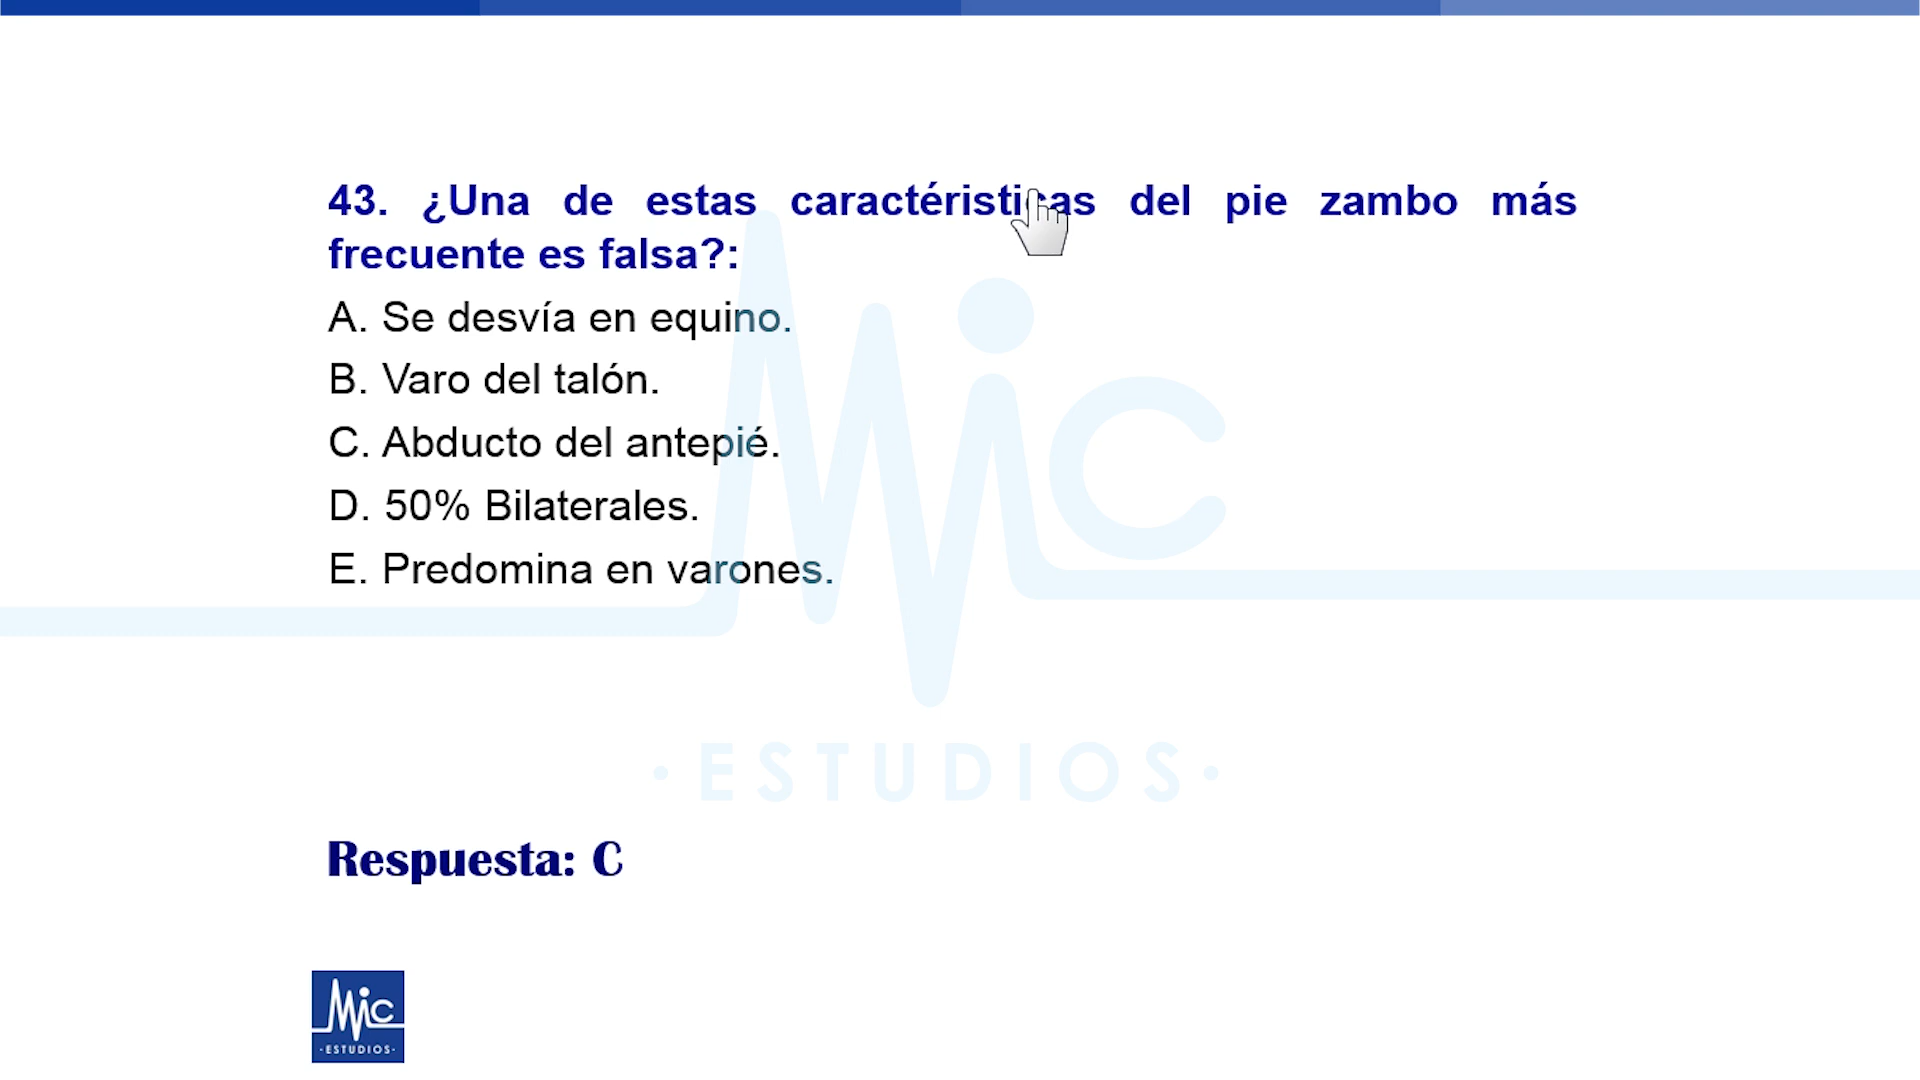 43. ¿Una de estas caractéristicas del pie zambo más
frecuente es falsa?:
A. Se desvía en equino.
B. Varo del talón.
C. Abducto del antepié.
D. 50% Bilaterales.
E. Predomina en varones.
Mic
·ESTUDIOS·
Respuesta: C
Mic
·ESTUDIOS·